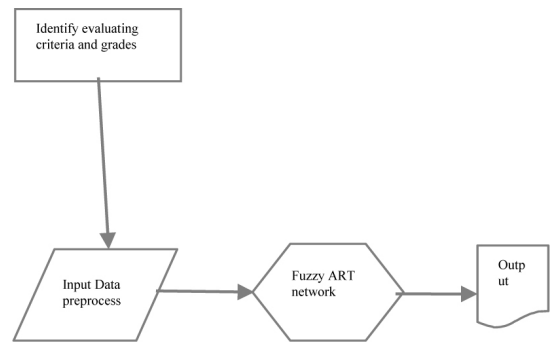 Identify evaluating
criteria and grades
Input Data
preprocess
Fuzzy ART
network
Outp
ut